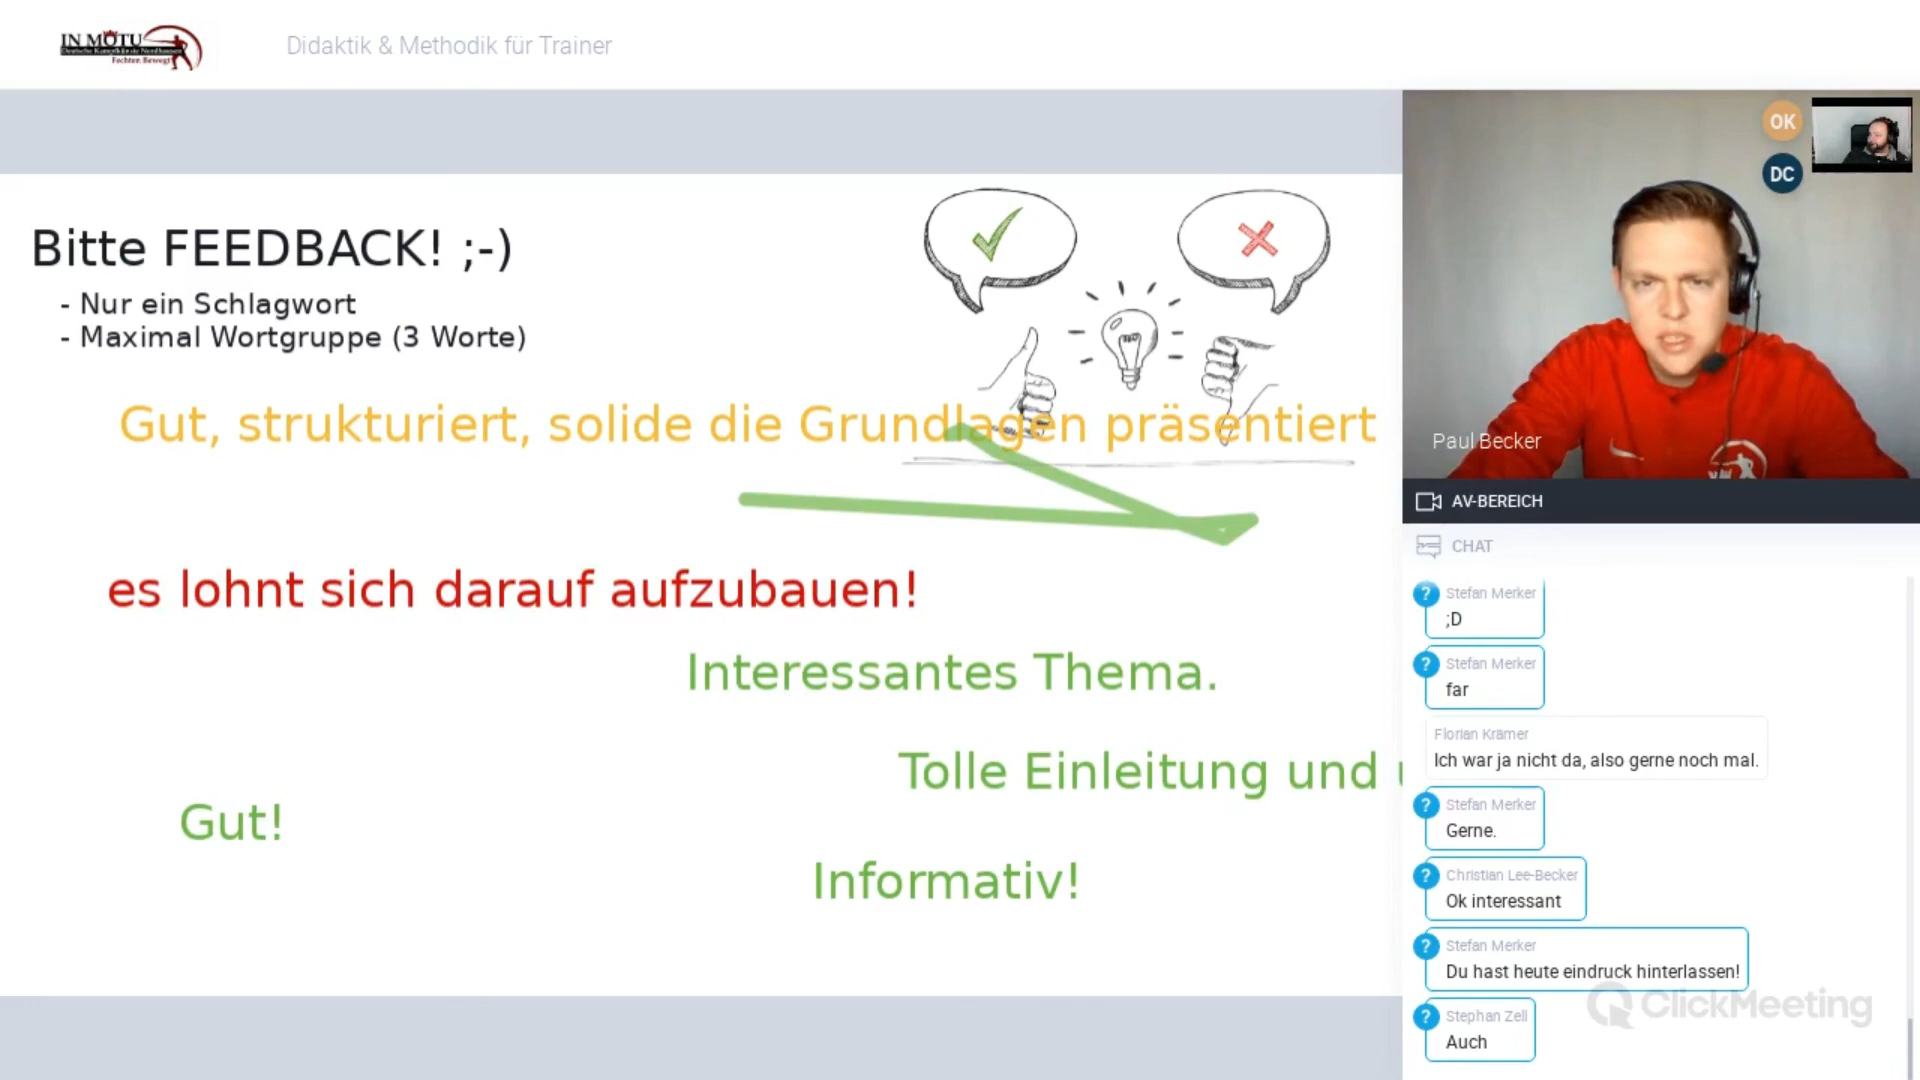 IN MOTU
Fechten Bewegt
Didaktik & Methodik für Trainer
Bitte FEEDBACK! ;-)
- Nur ein Schlagwort
- Maximal Wortgruppe (3 Worte)
Gut, strukturiert, solide die Grundlagen präsentiert
es lohnt sich darauf aufzubauen!
Interessantes Thema.
Tolle Einleitung und
Gut!
Informativ!
OK
DC
Paul Becker
AV-BEREICH
CHAT
Stefan Merker
;D
Stefan Merker
far
Florian Krämer
Ich war ja nicht da, also gerne noch mal.
Stefan Merker
Gerne.
Christian Lee-Becker
Ok interessant
Stefan Merker
Du hast heute eindruck hinterlassen!
Stephan Zell
Auch
ClickMeeting